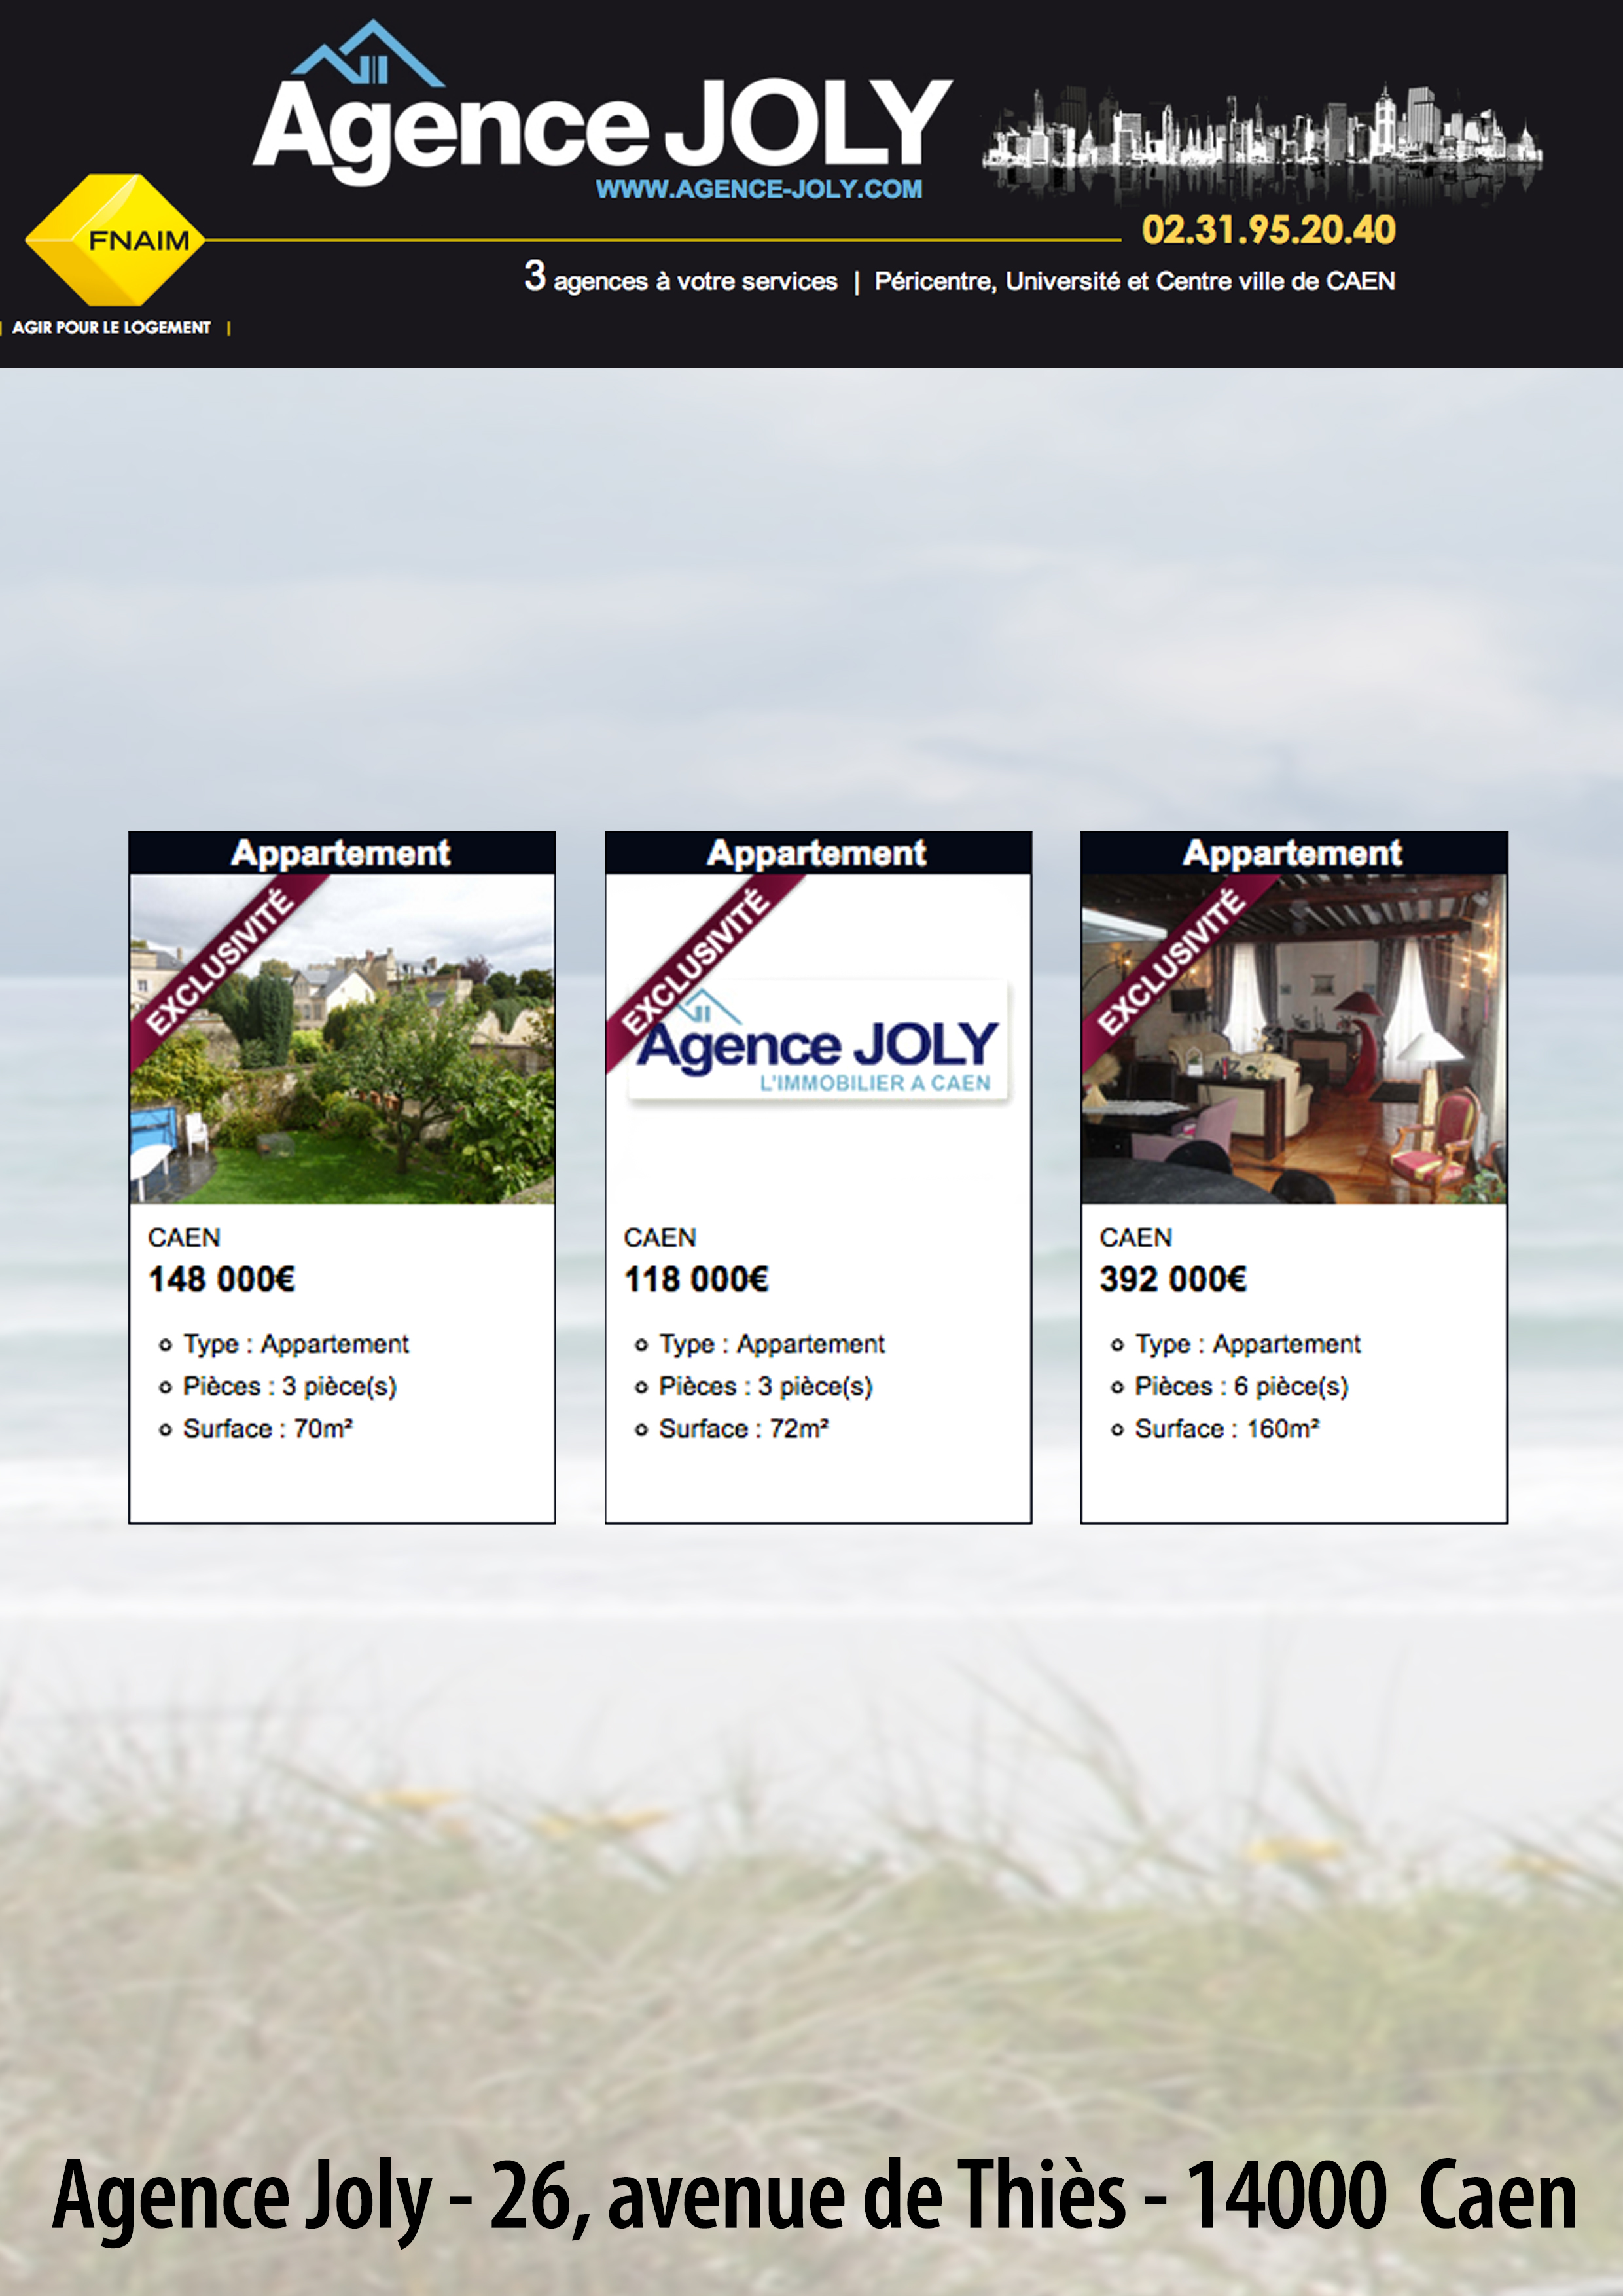 Agence JOLY
WWW.AGENCE-JOLY.COM
FNAIM
02.31.95.20.40
3 agences à votre services | Péricentre, Université et Centre ville de CAEN
| AGIR POUR LE LOGEMENT |
Appartement
EXCLUSIVITÉ
CAEN
148 000€
Type : Appartement
Pièces : 3 pièce(s)
Surface : 70m²
Appartement
EXCLUSIVITÉ
Agence JOLY
L'IMMOBILIER A CAEN
CAEN
118 000€
Type : Appartement
Pièces : 3 pièce(s)
Surface : 72m²
Appartement
EXCLUSIVITÉ
CAEN
392 000€
Type : Appartement
Pièces : 6 pièce(s)
Surface : 160m²
Agence Joly - 26, avenue de Thiès - 14000 Caen